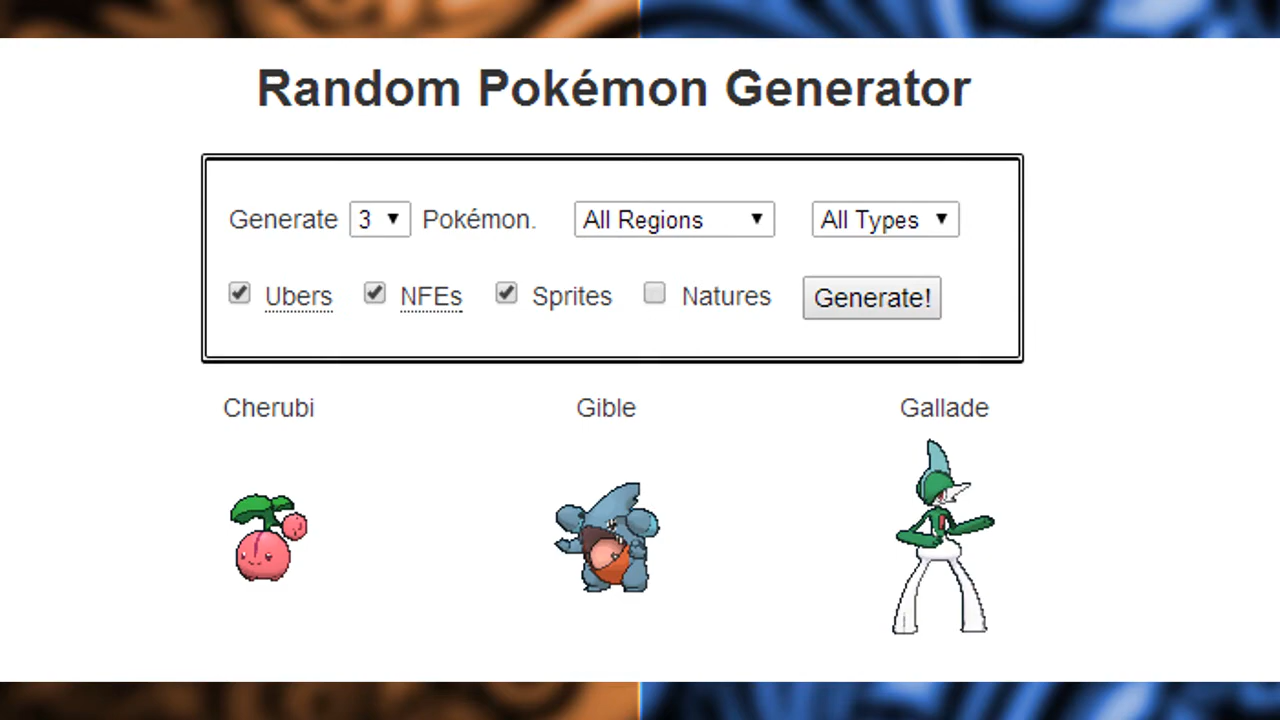 Random Pokémon Generator
Generate 3 Pokémon. All Regions All Types
Ubers NFEs Sprites Natures Generate!
Cherubi Gible Gallade